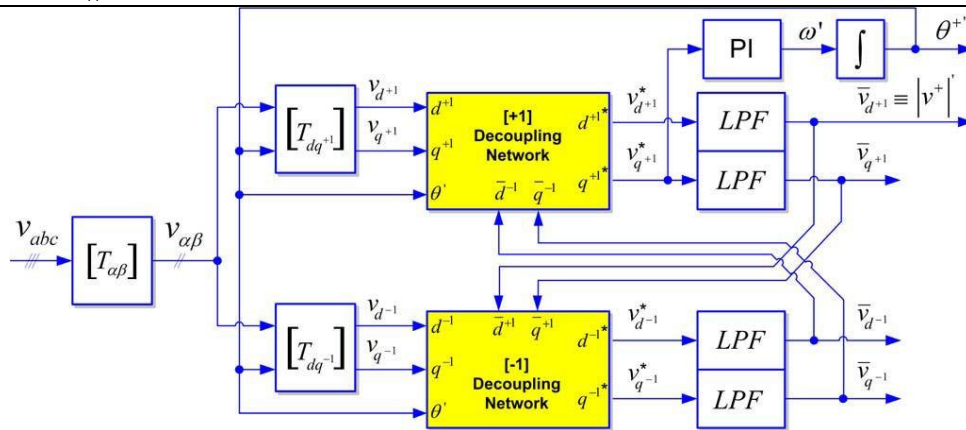 PI
ω'
∫
θ⁺'
v̄_d⁺¹ ≡ |v⁺|'
[T_dq⁺¹]
v_d⁺¹
v_q⁺¹
d⁺¹
q⁺¹
θ'
[+1]
Decoupling
Network
d⁺¹*
q⁺¹*
d̄⁻¹ q̄⁻¹
v*_d⁺¹
v*_q⁺¹
LPF
LPF
v̄_q⁺¹
v_abc
[T_αβ]
v_αβ
[T_dq⁻¹]
v_d⁻¹
v_q⁻¹
d⁻¹
q⁻¹
θ'
d̄⁺¹ q̄⁺¹
[-1]
Decoupling
Network
d⁻¹*
q⁻¹*
v*_d⁻¹
v*_q⁻¹
LPF
LPF
v̄_d⁻¹
v̄_q⁻¹